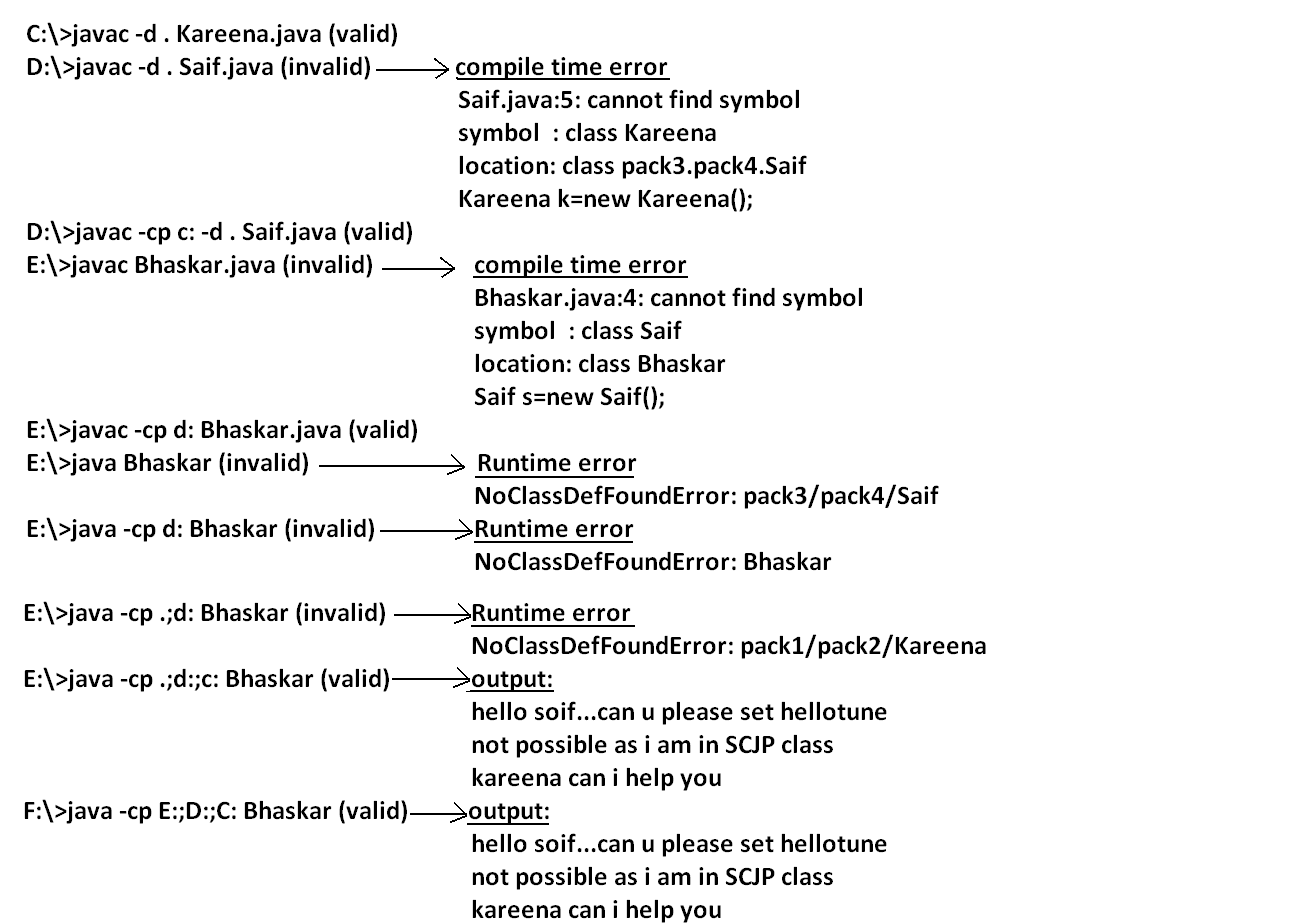 C:\>javac -d . Kareena.java (valid)
D:\>javac -d . Saif.java (invalid) compile time error
Saif.java:5: cannot find symbol
symbol : class Kareena
location: class pack3.pack4.Saif
Kareena k=new Kareena();
D:\>javac -cp c: -d . Saif.java (valid)
E:\>javac Bhaskar.java (invalid) compile time error
Bhaskar.java:4: cannot find symbol
symbol : class Saif
location: class Bhaskar
Saif s=new Saif();
E:\>javac -cp d: Bhaskar.java (valid)
E:\>java Bhaskar (invalid) Runtime error
NoClassDefFoundError: pack3/pack4/Saif
E:\>java -cp d: Bhaskar (invalid) Runtime error
NoClassDefFoundError: Bhaskar
E:\>java -cp .;d: Bhaskar (invalid) Runtime error
NoClassDefFoundError: pack1/pack2/Kareena
E:\>java -cp .;d:;c: Bhaskar (valid) output:
hello soif...can u please set hellotune
not possible as i am in SCJP class
kareena can i help you
F:\>java -cp E:;D:;C: Bhaskar (valid) output:
hello soif...can u please set hellotune
not possible as i am in SCJP class
kareena can i help you